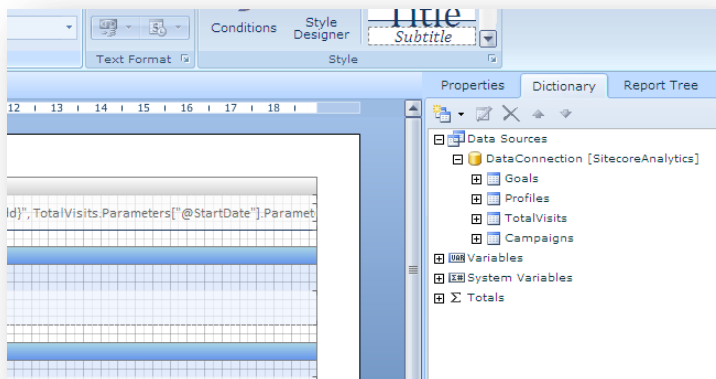 Title
Conditions
Style
Designer
Subtitle
Text Format
Style
Properties
Dictionary
Report Tree
12 13 14 15 16 17 18
Data Sources
DataConnection [SitecoreAnalytics]
Goals
Profiles
ld}", TotalVisits.Parameters["@StartDate"].Paramet
TotalVisits
Campaigns
Variables
System Variables
Σ Totals